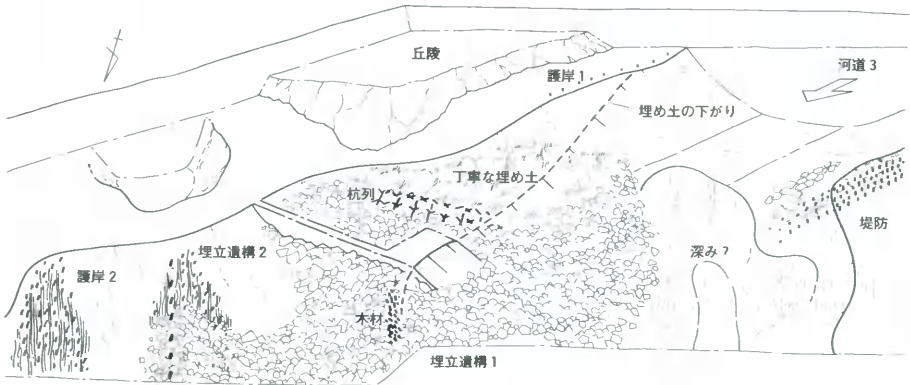 丘陵
護岸1
河道3
埋め土の下がり
丁寧な埋め土
杭列
堤防
埋立遺構2
深み?
護岸2
木材
埋立遺構1